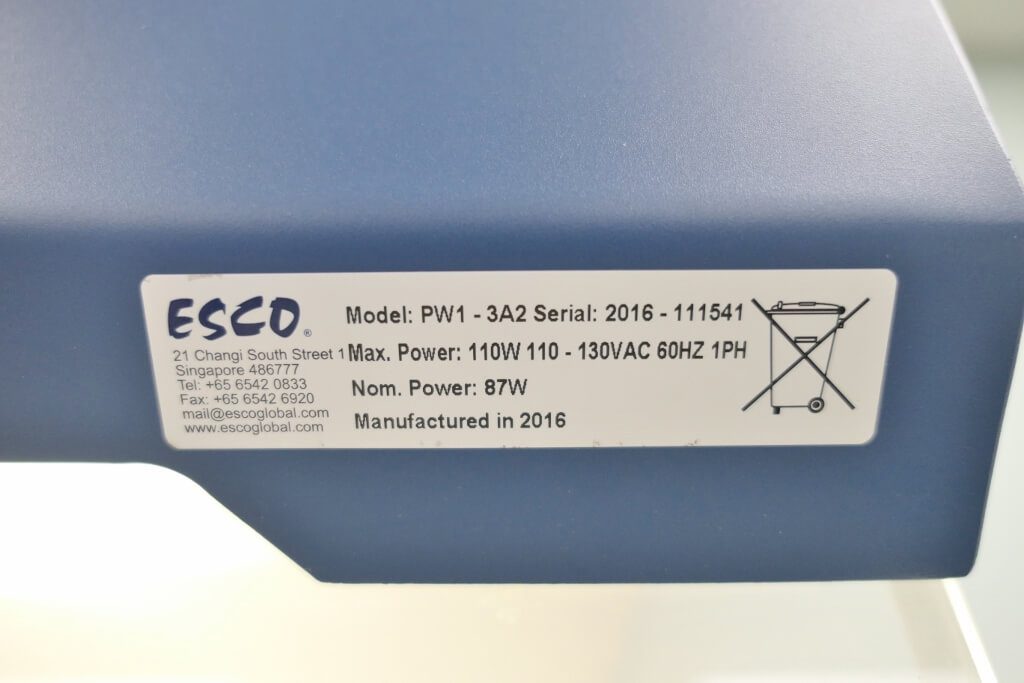 ESCO®
21 Changi South Street 1
Singapore 486777
Tel: +65 6542 0833
Fax: +65 6542 6920
mail@escoglobal.com
www.escoglobal.com
Model: PW1 - 3A2 Serial: 2016 - 111541
Max. Power: 110W 110 - 130VAC 60HZ 1PH
Nom. Power: 87W
Manufactured in 2016